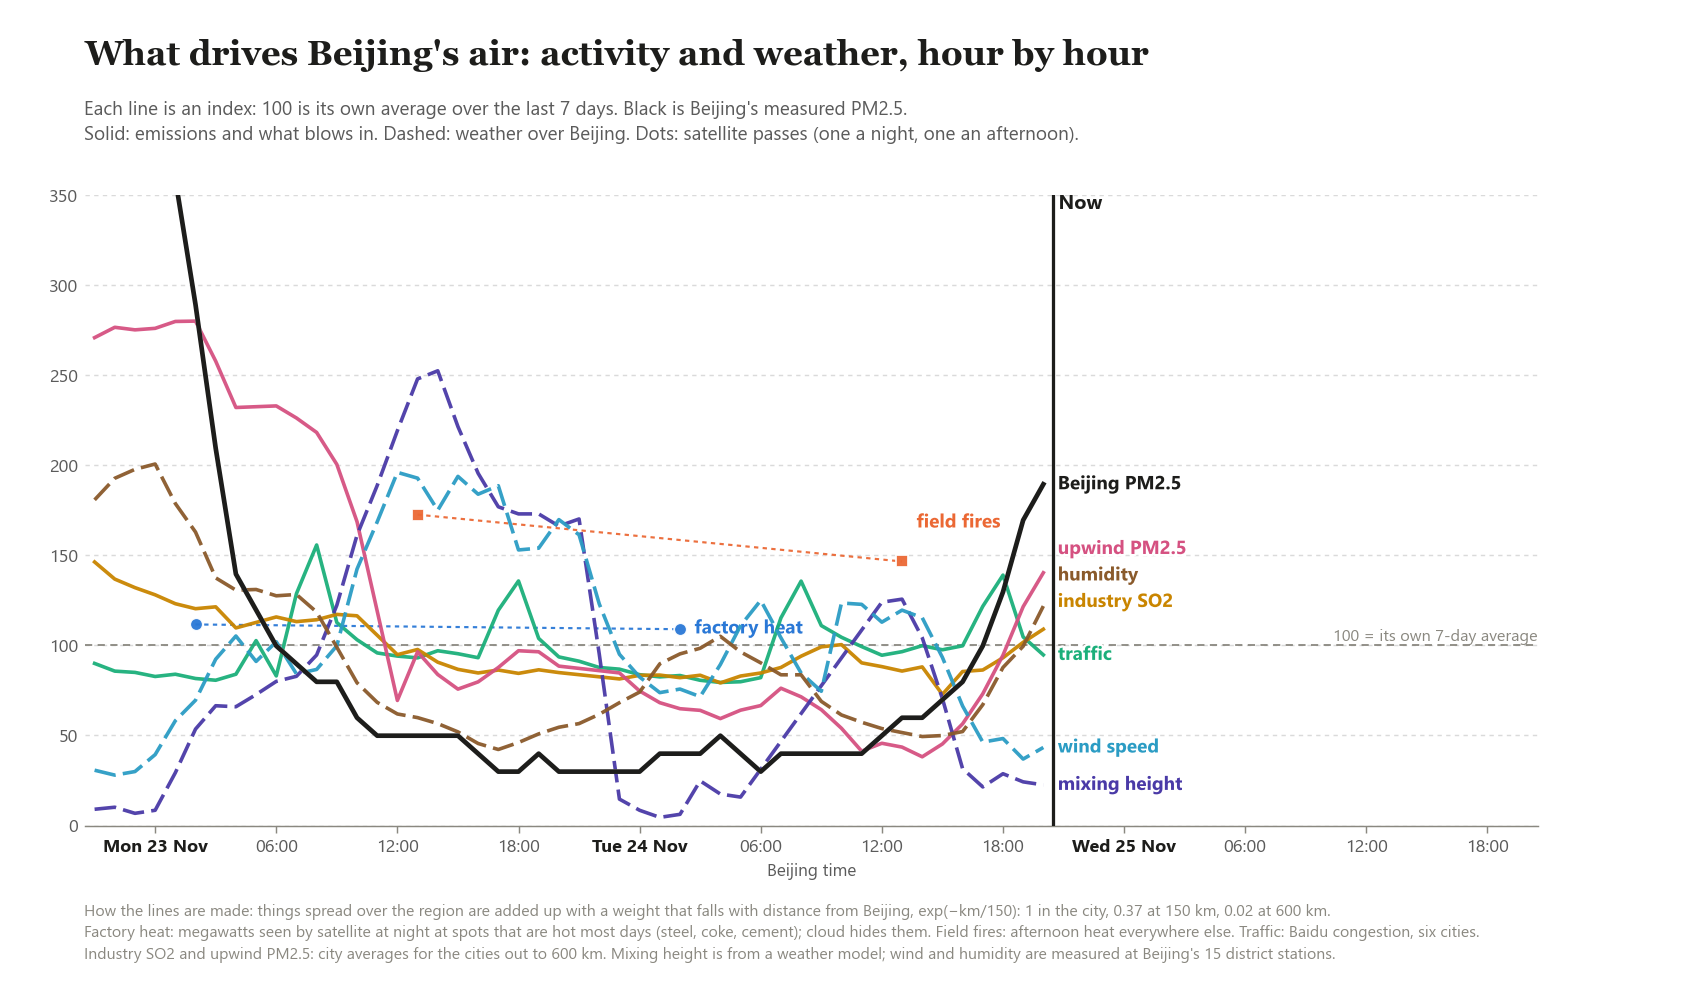 What drives Beijing's air: activity and weather, hour by hour
Each line is an index: 100 is its own average over the last 7 days. Black is Beijing's measured PM2.5.
Solid: emissions and what blows in. Dashed: weather over Beijing. Dots: satellite passes (one a night, one an afternoon).
350
300
250
200
150
100
50
0
Now
Beijing PM2.5
field fires
upwind PM2.5
humidity
industry SO2
factory heat
100 = its own 7-day average
traffic
wind speed
mixing height
Mon 23 Nov 06:00 12:00 18:00 Tue 24 Nov 06:00 12:00 18:00 Wed 25 Nov 06:00 12:00 18:00
Beijing time
How the lines are made: things spread over the region are added up with a weight that falls with distance from Beijing, exp(−km/150): 1 in the city, 0.37 at 150 km, 0.02 at 600 km.
Factory heat: megawatts seen by satellite at night at spots that are hot most days (steel, coke, cement); cloud hides them. Field fires: afternoon heat everywhere else. Traffic: Baidu congestion, six cities.
Industry SO2 and upwind PM2.5: city averages for the cities out to 600 km. Mixing height is from a weather model; wind and humidity are measured at Beijing's 15 district stations.